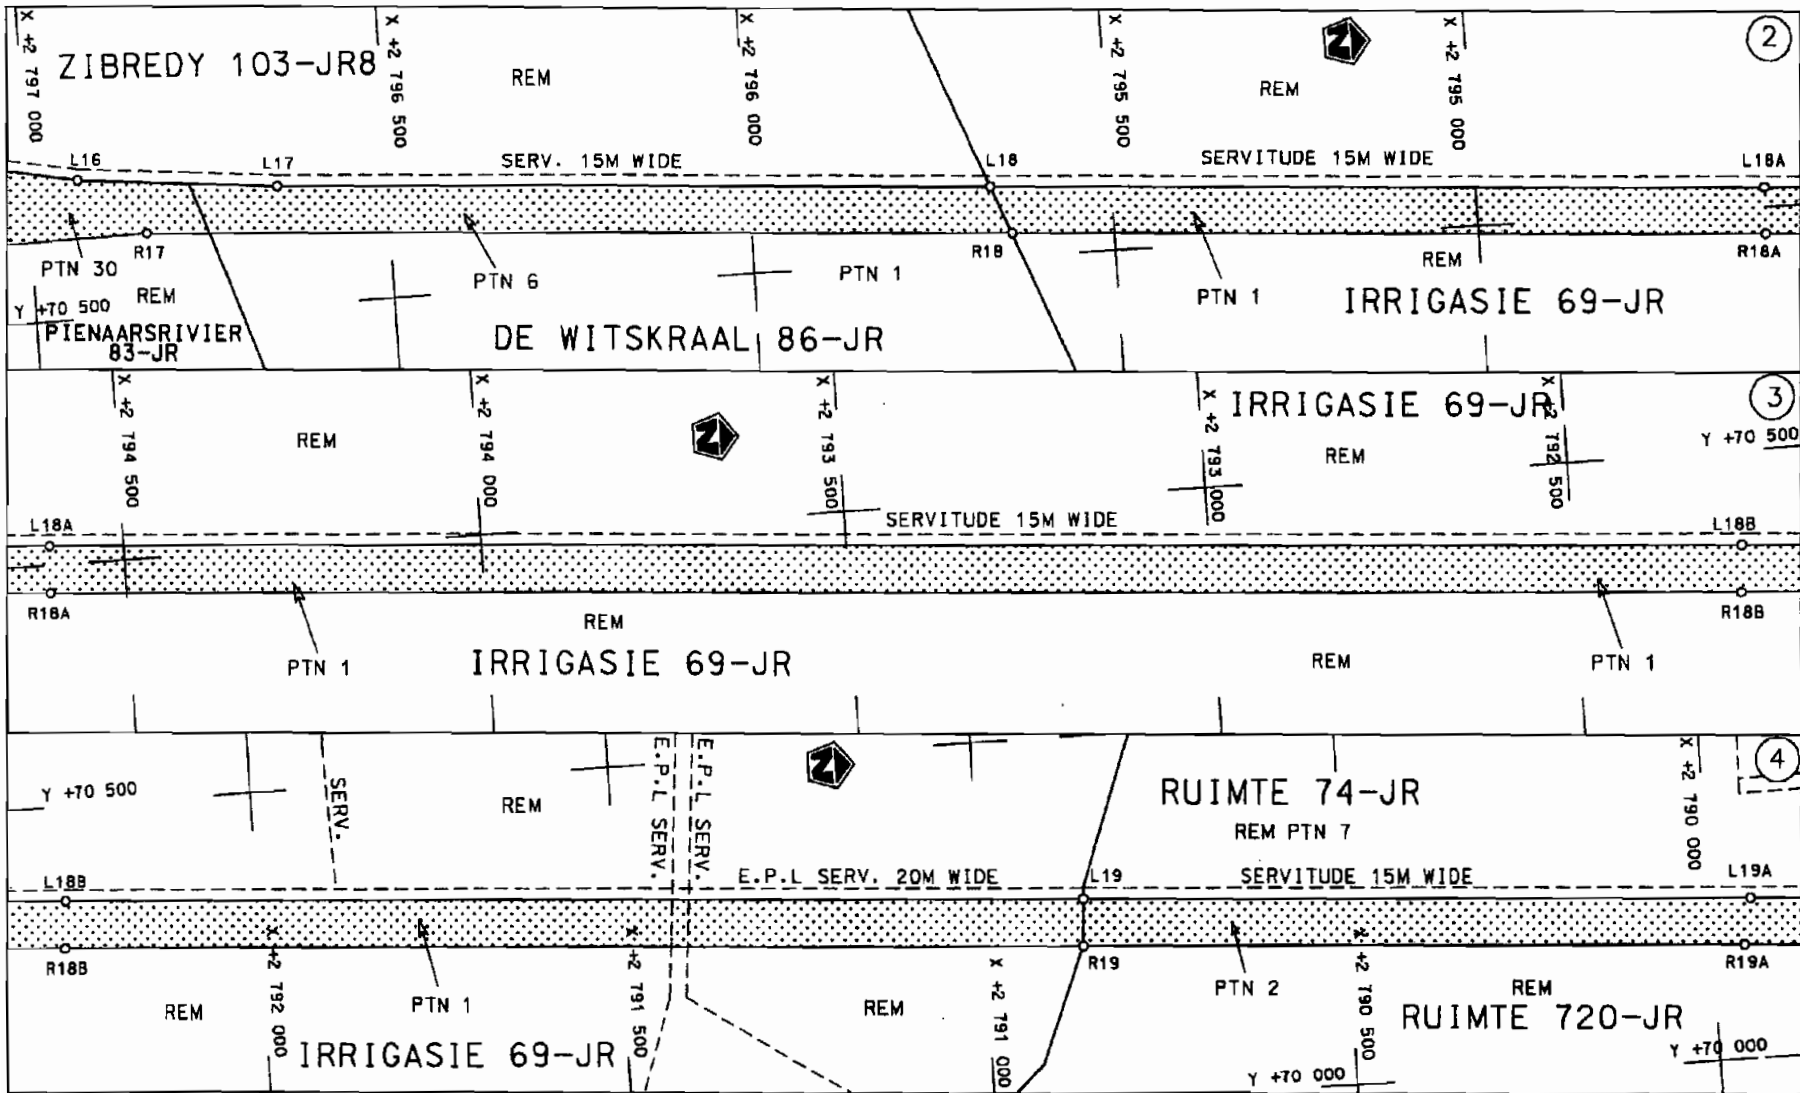 X +2 797 000
X +2 796 500
X +2 796 000
X +2 795 500
X +2 795 000
2
ZIBREDY 103-JR8
REM
REM
N
L16
L17
SERV. 15M WIDE
L18
SERVITUDE 15M WIDE
L18A
R17
R18
R18A
PTN 30
REM
PTN 6
PTN 1
PTN 1
REM
Y +70 500
PIENAARSRIVIER
83-JR
DE WITSKRAAL 86-JR
IRRIGASIE 69-JR
X +2 794 500
X +2 794 000
X +2 793 500
X +2 793 000
X +2 792 500
3
IRRIGASIE 69-JR
Y +70 500
REM
N
REM
L18A
SERVITUDE 15M WIDE
L18B
R18A
R18B
REM
PTN 1
IRRIGASIE 69-JR
REM
PTN 1
E.P.L SERV.
E.P.L SERV.
N
X +2 790 000
4
Y +70 500
SERV.
REM
RUIMTE 74-JR
REM PTN 7
L18B
E.P.L SERV. 20M WIDE
L19
SERVITUDE 15M WIDE
L19A
R18B
R19
R19A
X +2 792 000
X +2 791 500
X +2 791 000
X +2 790 500
REM
PTN 1
REM
PTN 2
REM
IRRIGASIE 69-JR
RUIMTE 720-JR
Y +70 000
Y +70 000